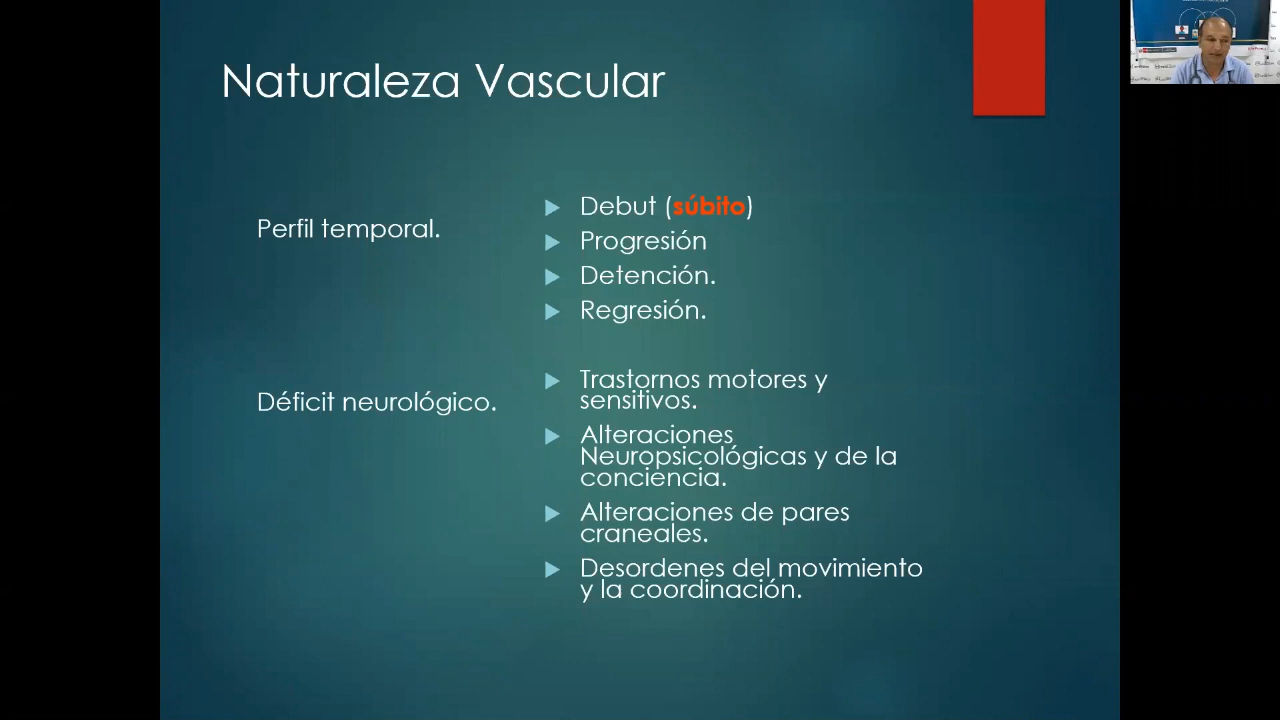 Naturaleza Vascular
Perfil temporal.
Debut (súbito)
Progresión
Detención.
Regresión.
Déficit neurológico.
Trastornos motores y
sensitivos.
Alteraciones
Neuropsicológicas y de la
conciencia.
Alteraciones de pares
craneales.
Desordenes del movimiento
y la coordinación.